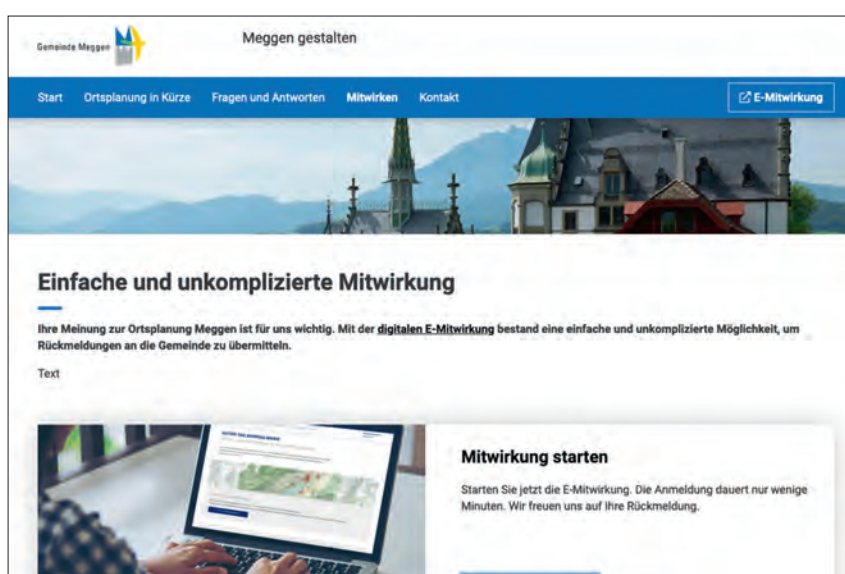 Gemeinde Meggen
Meggen gestalten
Start Ortsplanung in Kürze Fragen und Antworten Mitwirken Kontakt E-Mitwirkung
Einfache und unkomplizierte Mitwirkung
Ihre Meinung zur Ortsplanung Meggen ist für uns wichtig. Mit der digitalen E-Mitwirkung bestand eine einfache und unkomplizierte Möglichkeit, um
Rückmeldungen an die Gemeinde zu übermitteln.
Text
Mitwirkung starten
Starten Sie jetzt die E-Mitwirkung. Die Anmeldung dauert nur wenige
Minuten. Wir freuen uns auf Ihre Rückmeldung.